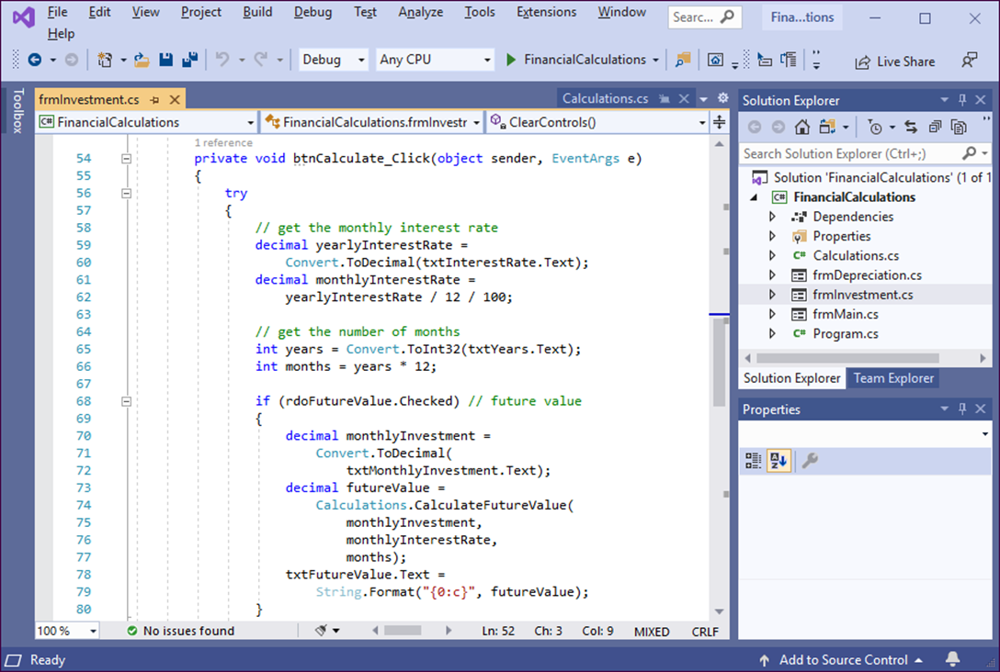 File Edit View Project Build Debug Test Analyze Tools Extensions Window Searc... Fina...tions
Help
Debug Any CPU FinancialCalculations Live Share
Toolbox
frmInvestment.cs Calculations.cs
C# FinancialCalculations FinancialCalculations.frmInvestr ClearControls()
1 reference
54 private void btnCalculate_Click(object sender, EventArgs e)
55 {
56 try
57 {
58 // get the monthly interest rate
59 decimal yearlyInterestRate =
60 Convert.ToDecimal(txtInterestRate.Text);
61 decimal monthlyInterestRate =
62 yearlyInterestRate / 12 / 100;
63
64 // get the number of months
65 int years = Convert.ToInt32(txtYears.Text);
66 int months = years * 12;
67
68 if (rdoFutureValue.Checked) // future value
69 {
70 decimal monthlyInvestment =
71 Convert.ToDecimal(
72 txtMonthlyInvestment.Text);
73 decimal futureValue =
74 Calculations.CalculateFutureValue(
75 monthlyInvestment,
76 monthlyInterestRate,
77 months);
78 txtFutureValue.Text =
79 String.Format("{0:c}", futureValue);
80 }
100 % No issues found Ln: 52 Ch: 3 Col: 9 MIXED CRLF
Solution Explorer
Search Solution Explorer (Ctrl+;)
Solution 'FinancialCalculations' (1 of 1
C# FinancialCalculations
Dependencies
Properties
C# Calculations.cs
frmDepreciation.cs
frmInvestment.cs
frmMain.cs
C# Program.cs
Solution Explorer Team Explorer
Properties
A Z
Ready Add to Source Control